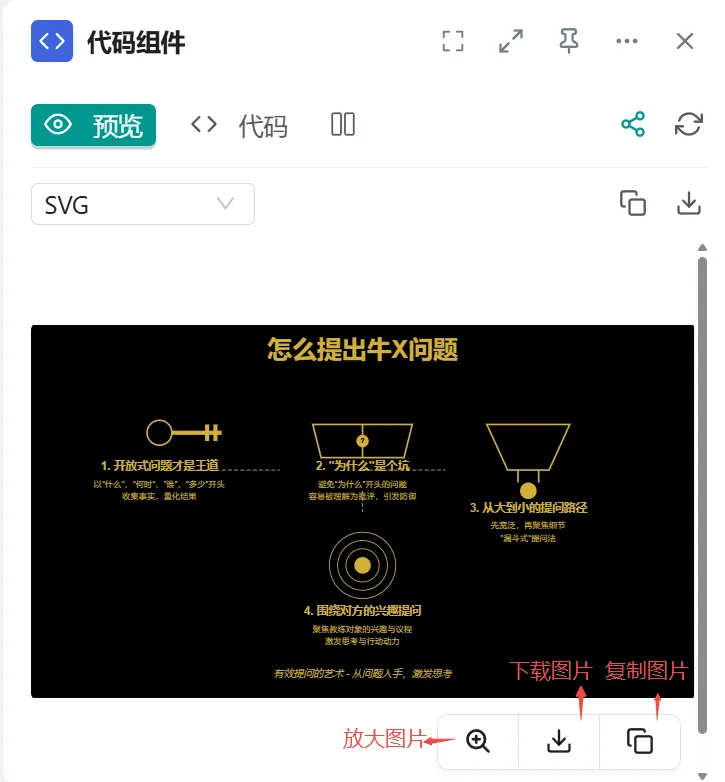 代码组件
预览
代码
SVG
怎么提出牛X问题
1. 开放式问题才是王道
以"什么"、"何时"、"谁"、"多少"开头
收集事实，量化结果
?
2. "为什么"是个坑
避免"为什么"开头的问融
容易被理解为批评，引发防御
3. 从大到小的提问路径
先宽泛，再聚焦细节
"漏斗式"提问法
4. 围绕对方的兴趣提问
聚焦教练对象的兴趣与议程
激发思考与行动动力
有效提问的艺术 - 从问题入手，激发思考
下载图片
复制图片
放大图片